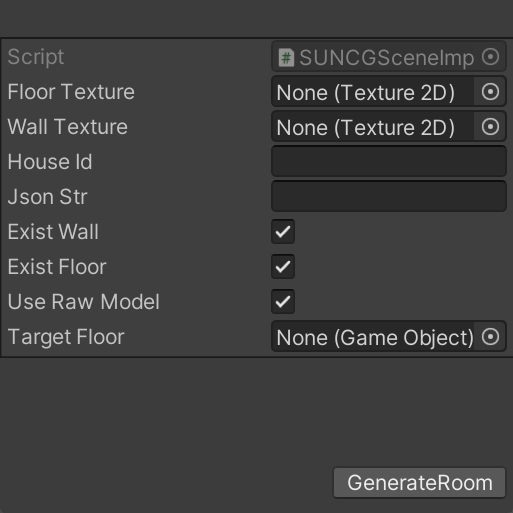 Script # SUNCGSceneImp
Floor Texture None (Texture 2D)
Wall Texture None (Texture 2D)
House Id
Json Str
Exist Wall
Exist Floor
Use Raw Model
Target Floor None (Game Object)
GenerateRoom